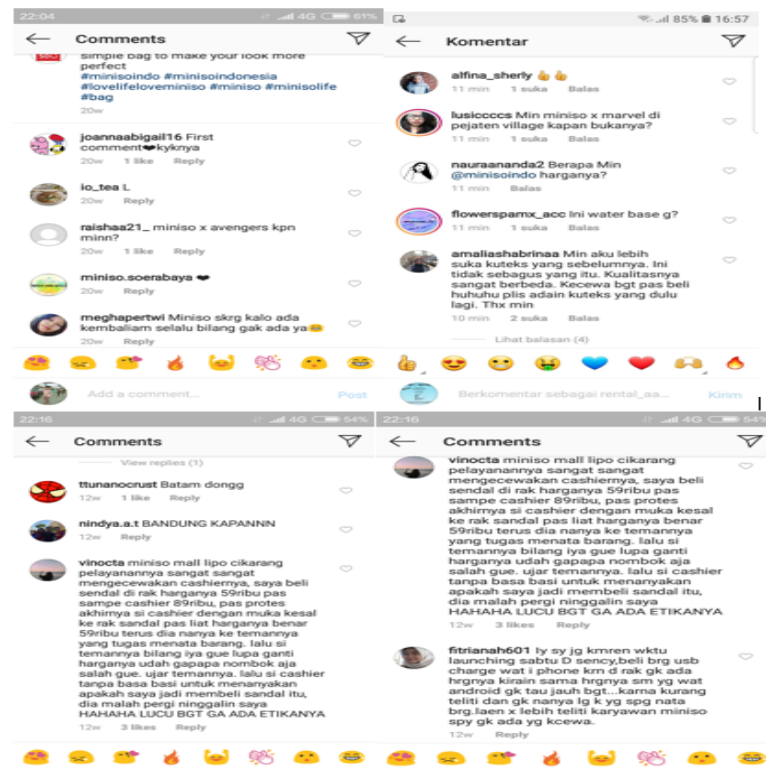 22:04
4G 61%
Comments
simple bag to make your look more
perfect
#minisoindo #minisoindonesia
#lovelifeloveminiso #miniso #minisolife
#bag
20w
joannaabigail16 First
comment❤kyknya
20w 1 like Reply
io_tea L
20w Reply
raishaa21_ miniso x avengers kpn
minn?
20w 1 like Reply
miniso.soerabaya ❤
20w Reply
meghapertwi Miniso skrg kalo ada
kembaliam selalu bilang gak ada ya🥺
20w Reply
Add a comment... Post
85% 16:57
Komentar
alfina_sherly 👍👍
11 min 1 suka Balas
lusiccccs Min miniso x marvel di
pejaten village kapan bukanya?
11 min 1 suka Balas
nauraananda2 Berapa Min
@minisoindo harganya?
11 min Balas
flowerspamx_acc Ini water base g?
11 min 1 suka Balas
amaliashabrinaa Min aku lebih
suka kuteks yang sebelumnya. Ini
tidak sebagus yang itu. Kualitasnya
sangat berbeda. Kecewa bgt pas beli
huhuhu plis adain kuteks yang dulu
lagi. Thx min
10 min 2 suka Balas
Lihat balasan (4)
Berkomentar sebagai rental_aa... Kirim
22:16
4G 54%
Comments
View replies (1)
ttunanocrust Batam dongg
12w 1 like Reply
nindya.a.t BANDUNG KAPANNN
12w Reply
vinocta miniso mall lipo cikarang
pelayanannya sangat sangat
mengecewakan cashiernya, saya beli
sendal di rak harganya 59ribu pas
sampe cashier 89ribu, pas protes
akhirnya si cashier dengan muka kesal
ke rak sandal pas liat harganya benar
59ribu terus dia nanya ke temannya
yang tugas menata barang. lalu si
temannya bilang iya gue lupa ganti
harganya udah gapapa nombok aja
salah gue. ujar temannya. lalu si cashier
tanpa basa basi untuk menanyakan
apakah saya jadi membeli sandal itu,
dia malah pergi ninggalin saya
HAHAHA LUCU BGT GA ADA ETIKANYA
12w 3 likes Reply
22:16
4G 54%
Comments
vinocta miniso mall lipo cikarang
pelayanannya sangat sangat
mengecewakan cashiernya, saya beli
sendal di rak harganya 59ribu pas
sampe cashier 89ribu, pas protes
akhirnya si cashier dengan muka kesal
ke rak sandal pas liat harganya benar
59ribu terus dia nanya ke temannya
yang tugas menata barang. lalu si
temannya bilang iya gue lupa ganti
harganya udah gapapa nombok aja
salah gue. ujar temannya. lalu si cashier
tanpa basa basi untuk menanyakan
apakah saya jadi membeli sandal itu,
dia malah pergi ninggalin saya
HAHAHA LUCU BGT GA ADA ETIKANYA
12w 3 likes Reply
fitrianah601 Iy sy jg kmren wktu
launching sabtu D sency,beli brg usb
charge wat i phone krn d rak gk ada
hrgnya kirain sama hrgnya sm yg wat
android gk tau jauh bgt...karna kurang
teliti dan gk nanya lg k yg spg nata
brg.laen x lebih teliti karyawan miniso
spy gk ada yg kcewa.
12w Reply